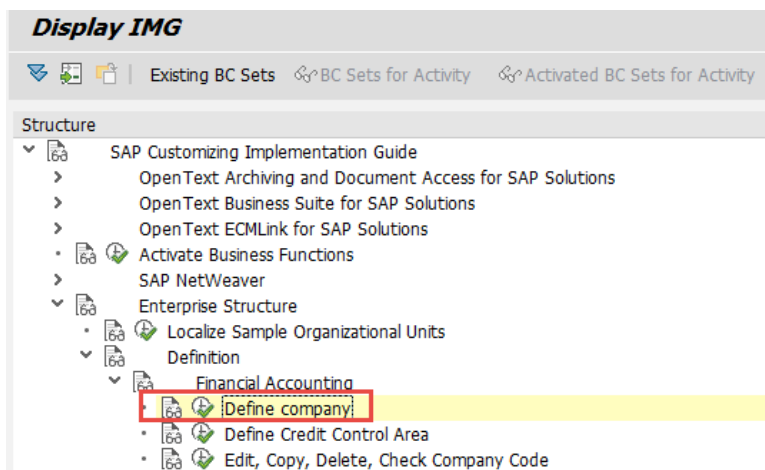 Display IMG
Existing BC Sets BC Sets for Activity Activated BC Sets for Activity
Structure
SAP Customizing Implementation Guide
OpenText Archiving and Document Access for SAP Solutions
OpenText Business Suite for SAP Solutions
OpenText ECMLink for SAP Solutions
Activate Business Functions
SAP NetWeaver
Enterprise Structure
Localize Sample Organizational Units
Definition
Financial Accounting
Define company
Define Credit Control Area
Edit, Copy, Delete, Check Company Code